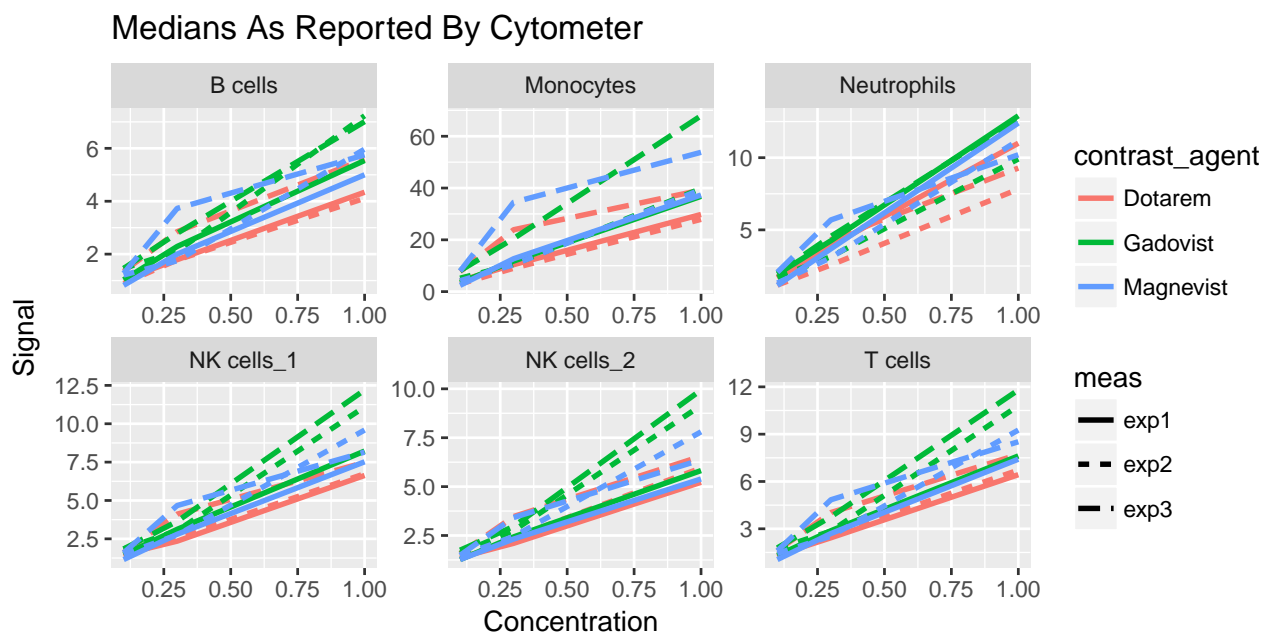 Medians As Reported By Cytometer
B cells
Monocytes
Neutrophils
6
4
2
60
40
20
0
10
5
0.25 0.50 0.75 1.00
0.25 0.50 0.75 1.00
0.25 0.50 0.75 1.00
NK cells_1
NK cells_2
T cells
12.5
10.0
7.5
5.0
2.5
10.0
7.5
5.0
2.5
12
9
6
3
0.25 0.50 0.75 1.00
0.25 0.50 0.75 1.00
0.25 0.50 0.75 1.00
Signal
Concentration
contrast_agent
Dotarem
Gadovist
Magnevist
meas
exp1
exp2
exp3